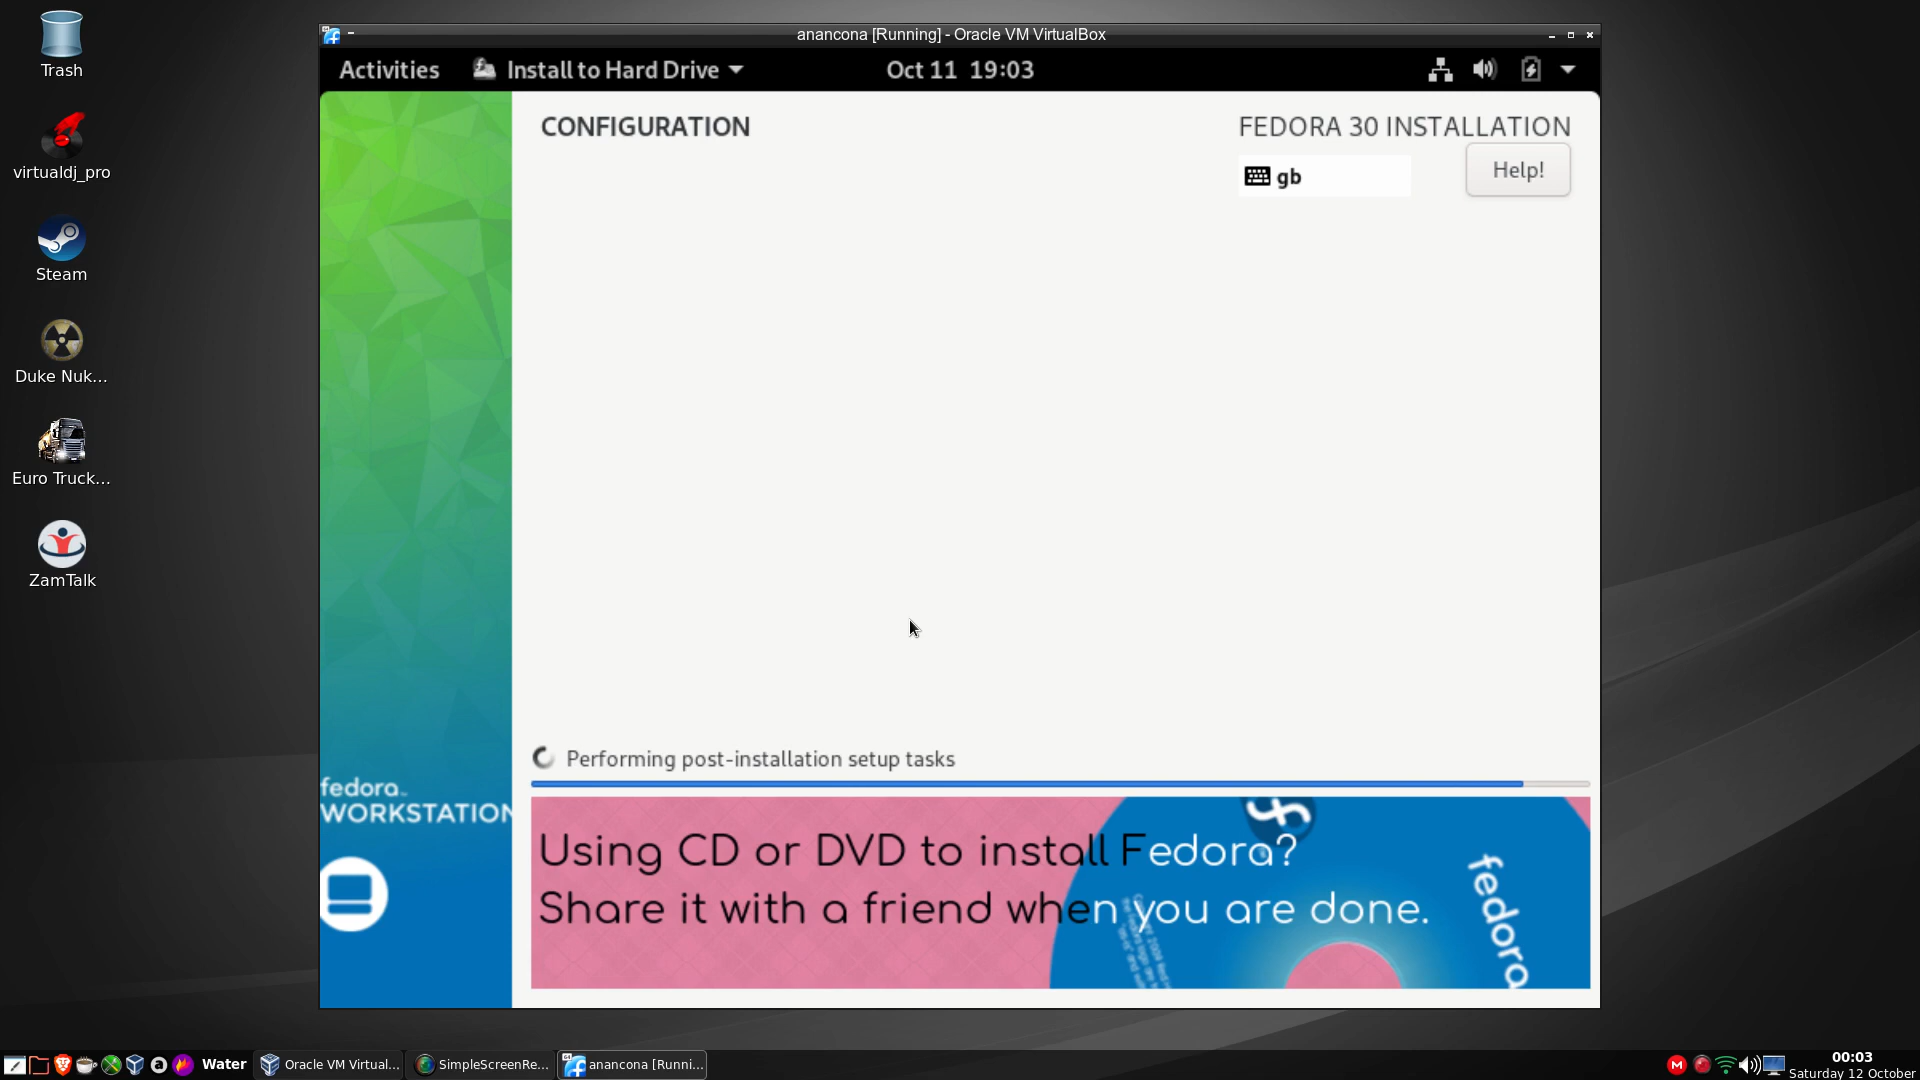 anancona [Running] - Oracle VM VirtualBox
Activities
Install to Hard Drive
Oct 11 19:03
Trash
virtualdj_pro
Steam
Duke Nuk...
Euro Truck...
ZamTalk
CONFIGURATION
FEDORA 30 INSTALLATION
gb
Help!
Performing post-installation setup tasks
fedora
WORKSTATION
Using CD or DVD to install Fedora?
Share it with a friend when you are done.
fedora
Water
Oracle VM Virtual...
SimpleScreenRe...
anancona [Runni...
00:03
Saturday 12 October